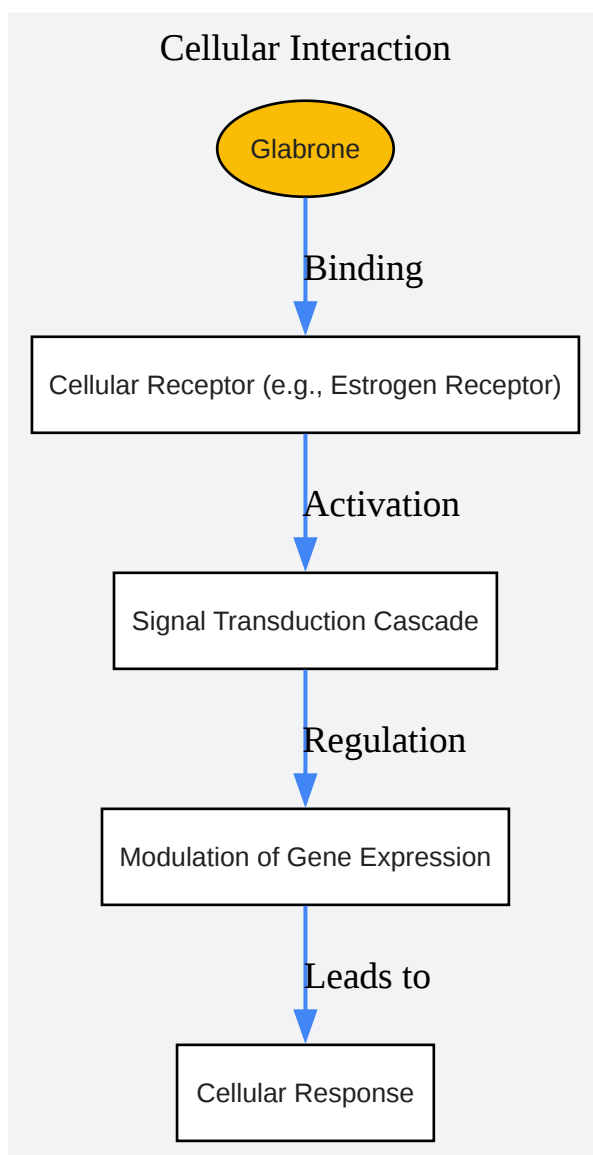 Cellular Interaction
Glabrone
Binding
Cellular Receptor (e.g., Estrogen Receptor)
Activation
Signal Transduction Cascade
Regulation
Modulation of Gene Expression
Leads to
Cellular Response